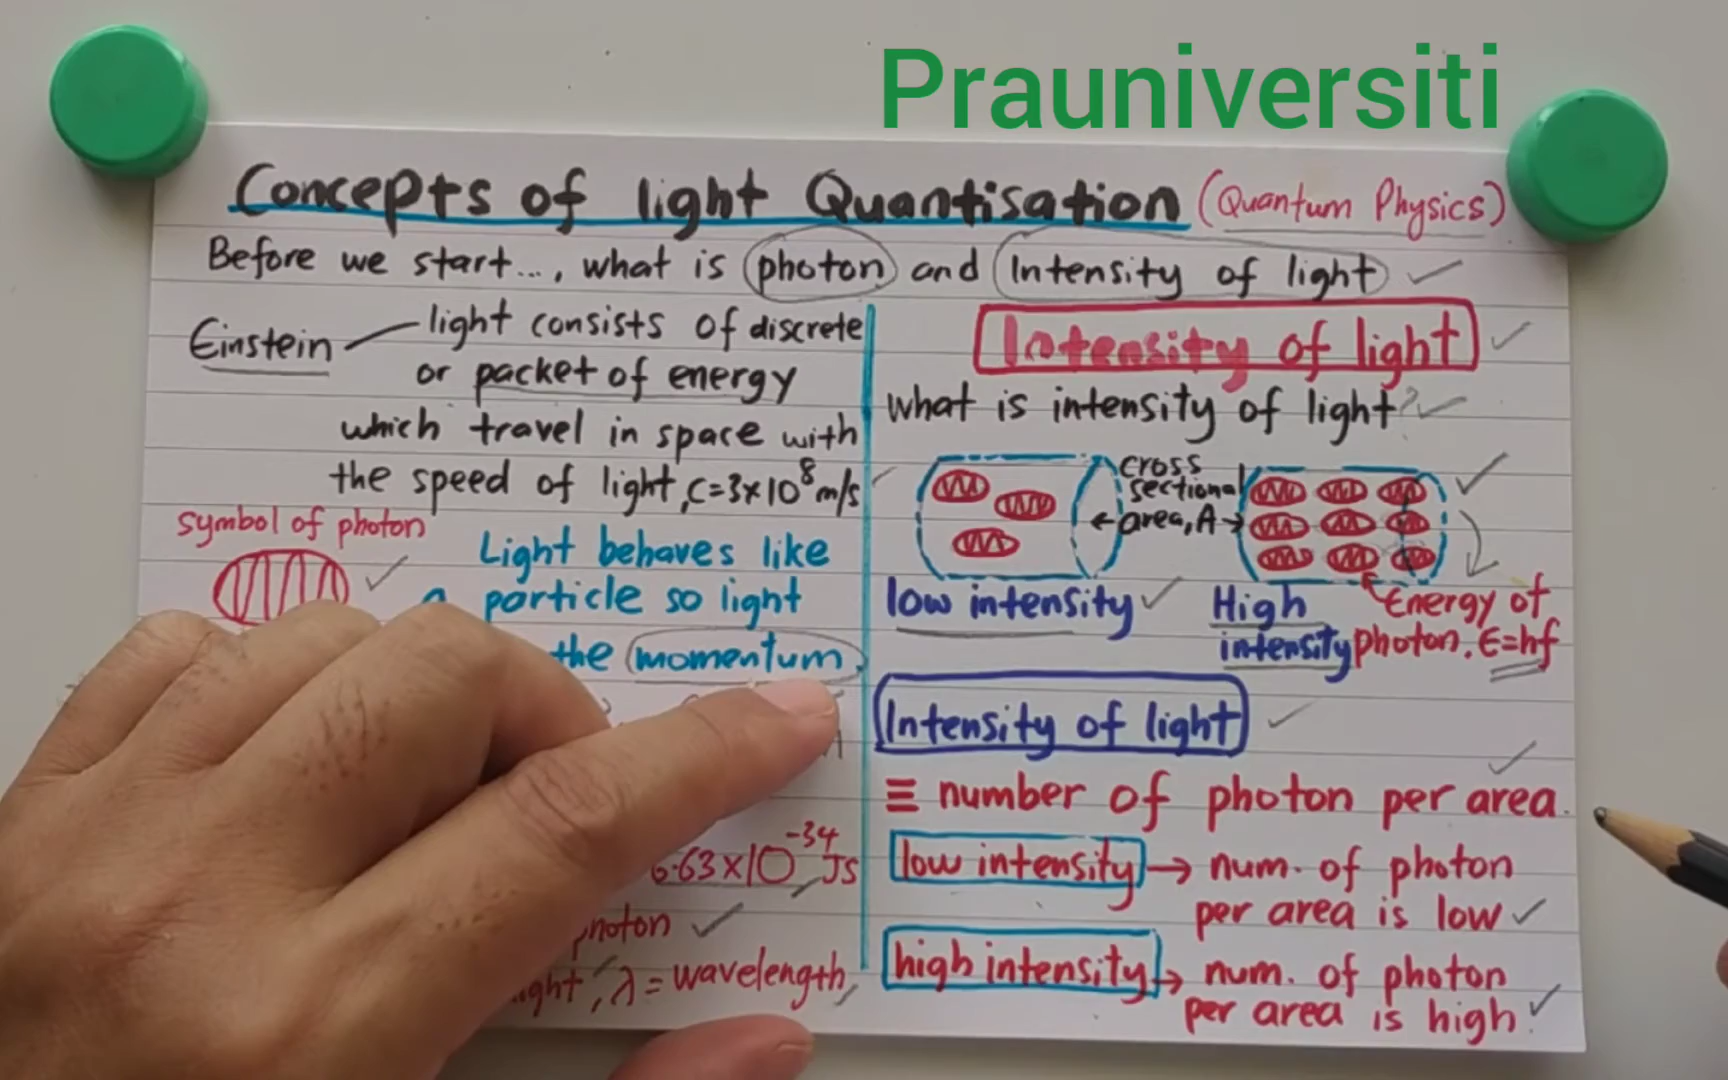 Prauniversiti
Concepts of light Quantisation (Quantum Physics)
Before we start..., what is photon and Intensity of light
Einstein — light consists of discrete
or packet of energy
which travel in space with
the speed of light, c=3×10⁸ m/s
symbol of photon
Light behaves like
particle so light
the momentum.
6.63×10⁻³⁴ Js
photon
λ = wavelength,
Intensity of light
What is intensity of light?
cross
sectional
area, A
low intensity
High
intensity
Energy of
photon. E=hf
Intensity of light
≡ number of photon per area.
low intensity → num. of photon
per area is low
high intensity → num. of photon
per area is high.